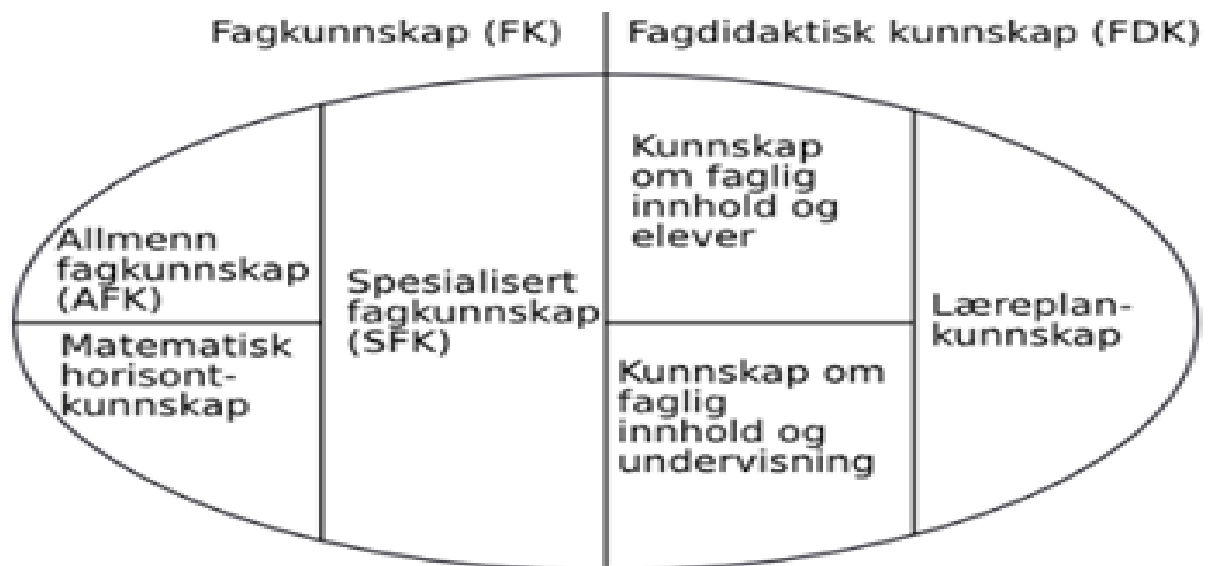 Fagkunnskap (FK)
Fagdidaktisk kunnskap (FDK)
Allmenn
fagkunnskap
(AFK)
Matematisk
horisont-
kunnskap
Spesialisert
fagkunnskap
(SFK)
Kunnskap
om faglig
innhold og
elever
Kunnskap om
faglig
innhold og
undervisning
Læreplan-
kunnskap